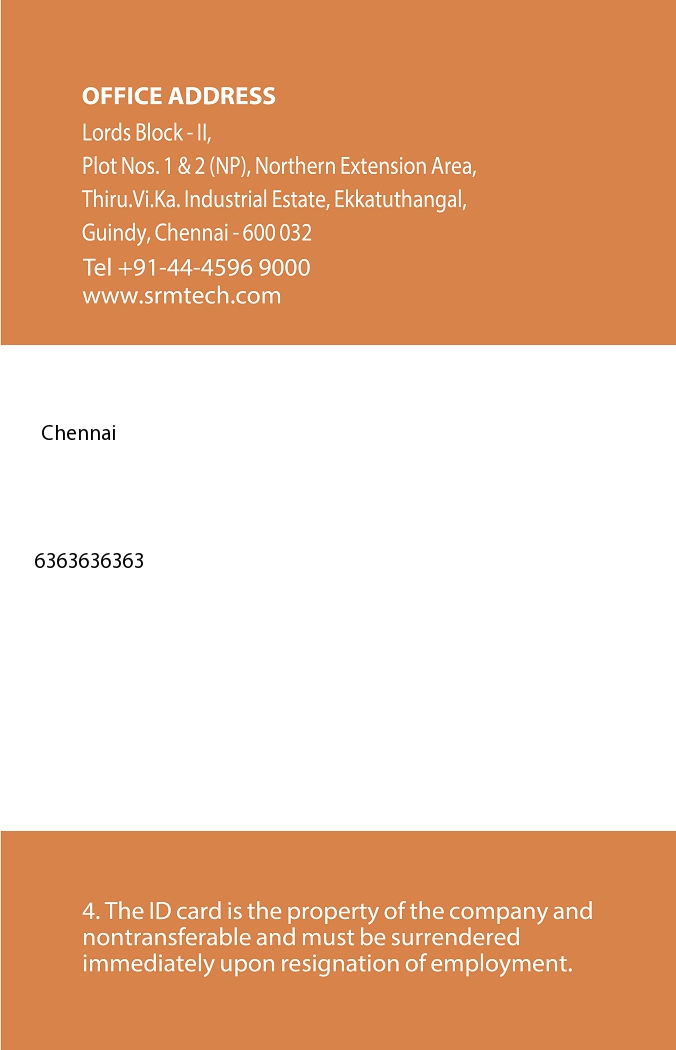 OFFICE ADDRESS
Lords Block - II,
Plot Nos. 1 & 2 (NP), Northern Extension Area,
Thiru.Vi.Ka. Industrial Estate, Ekkatuthangal,
Guindy, Chennai - 600 032
Tel +91-44-4596 9000
www.srmtech.com
Chennai
6363636363
4. The ID card is the property of the company and
nontransferable and must be surrendered
immediately upon resignation of employment.